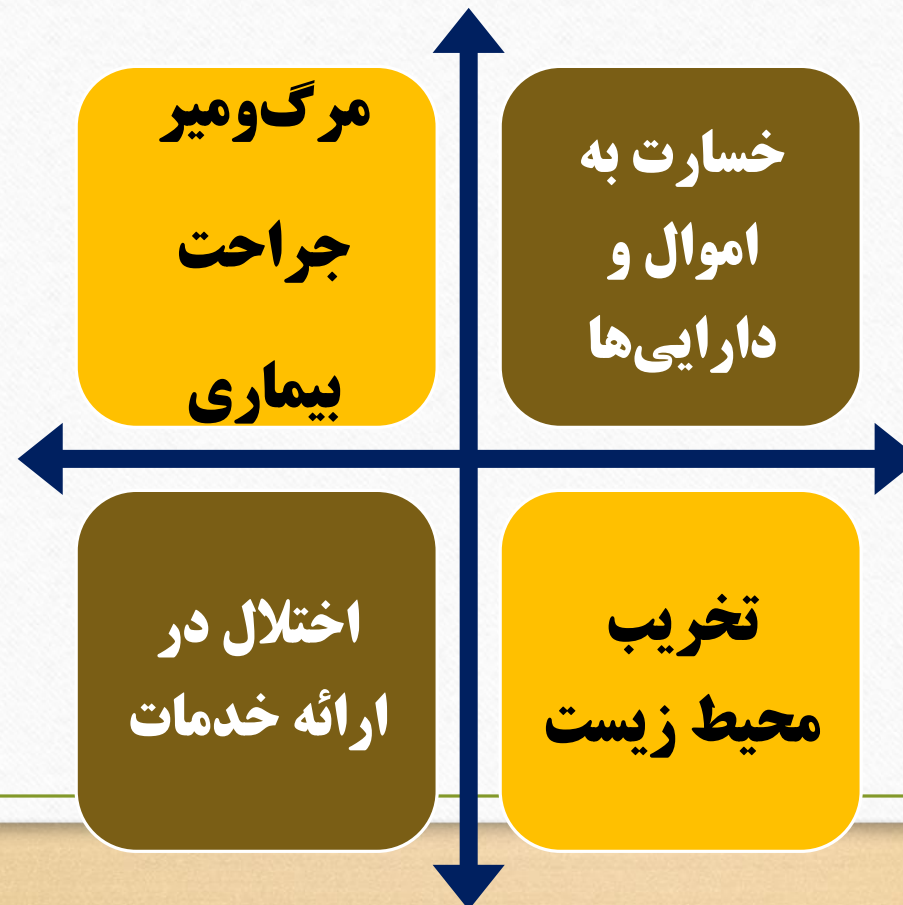 خسارت به
اموال و
دارایی‌ها
مرگ‌ومیر
جراحت
بیماری
تخریب
محیط زیست
اختلال در
ارائه خدمات